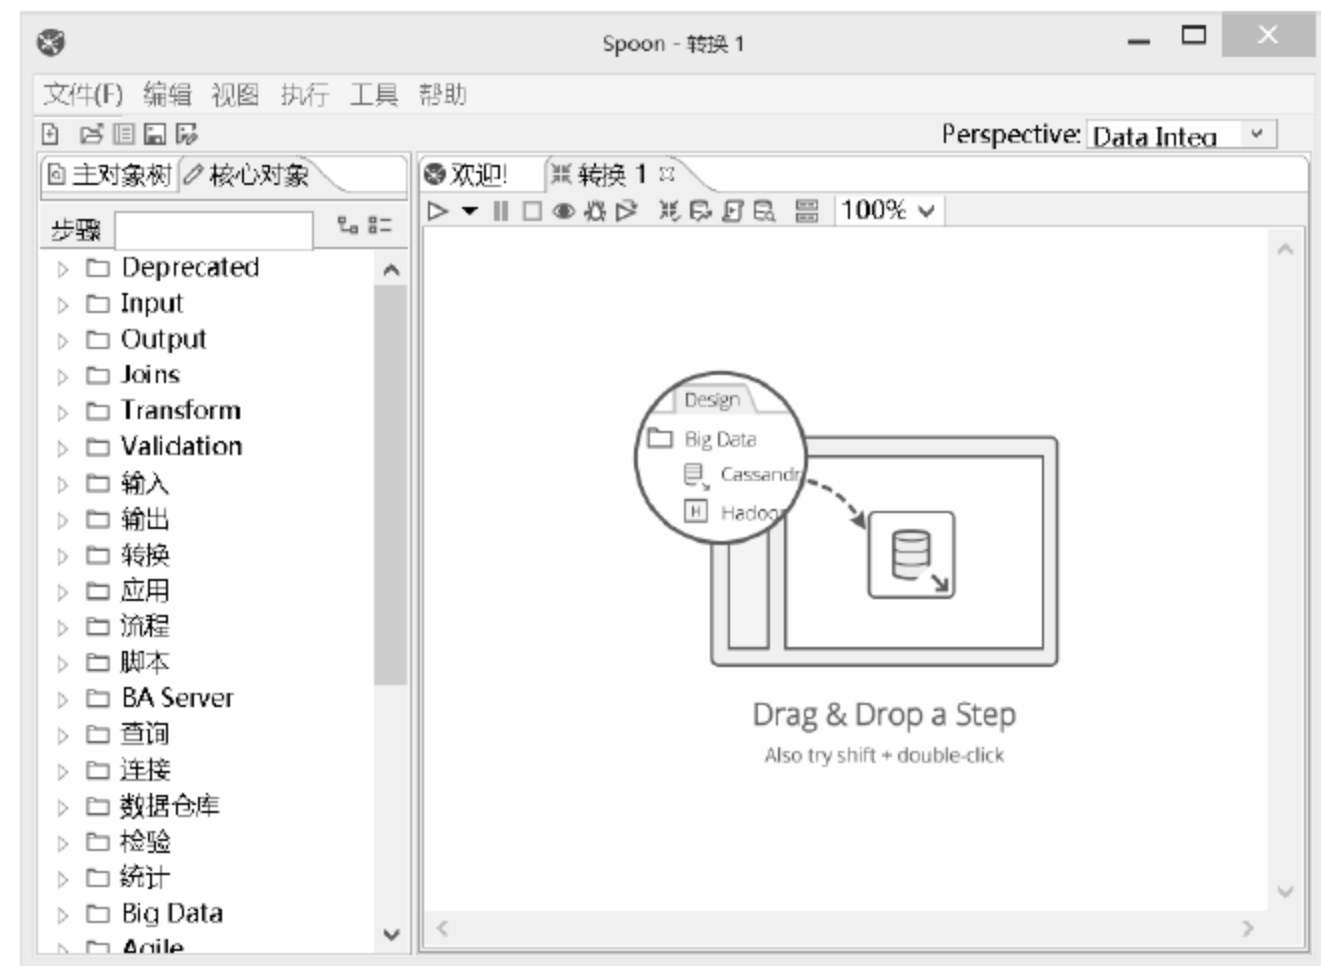 Spoon - 转换 1
文件(F) 编辑 视图 执行 工具 帮助
Perspective: Data Integ
主对象树 核心对象
欢迎! 转换 1
100%
步骤
Deprecated
Input
Output
Joins
Transform
Validation
输入
输出
转换
应用
流程
脚本
BA Server
查询
连接
数据仓库
检验
统计
Big Data
Agile
Design
Big Data
Cassandr
Hadoop
Drag & Drop a Step
Also try shift + double-click